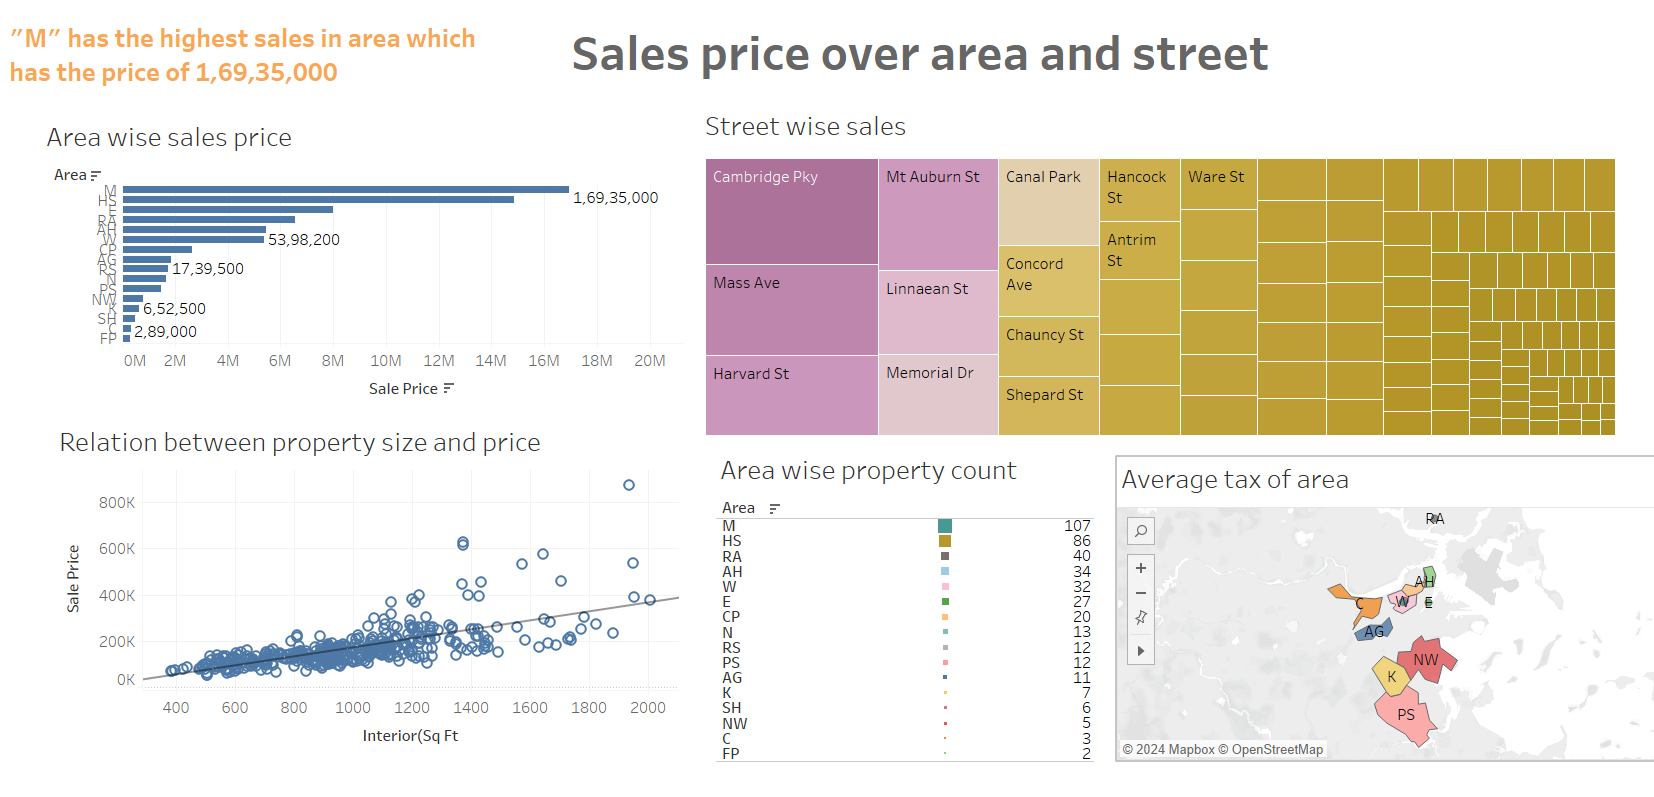 "M" has the highest sales in area which
has the price of 1,69,35,000
Sales price over area and street
Area wise sales price
Area
M
HS
E
RA
AH
W
CP
AG
RS
N
PS
NW
K
SH
C
FP
1,69,35,000
53,98,200
17,39,500
6,52,500
2,89,000
0M 2M 4M 6M 8M 10M 12M 14M 16M 18M 20M
Sale Price
Street wise sales
Cambridge Pky
Mass Ave
Harvard St
Mt Auburn St
Linnaean St
Memorial Dr
Canal Park
Concord
Ave
Chauncy St
Shepard St
Hancock
St
Antrim
St
Ware St
Relation between property size and price
Sale Price
800K
600K
400K
200K
0K
400 600 800 1000 1200 1400 1600 1800 2000
Interior(Sq Ft
Area wise property count
Area
M 107
HS 86
RA 40
AH 34
W 32
E 27
CP 20
N 13
RS 12
PS 12
AG 11
K 7
SH 6
NW 5
C 3
FP 2
Average tax of area
RA
AH
C
W
E
AG
NW
K
PS
© 2024 Mapbox © OpenStreetMap